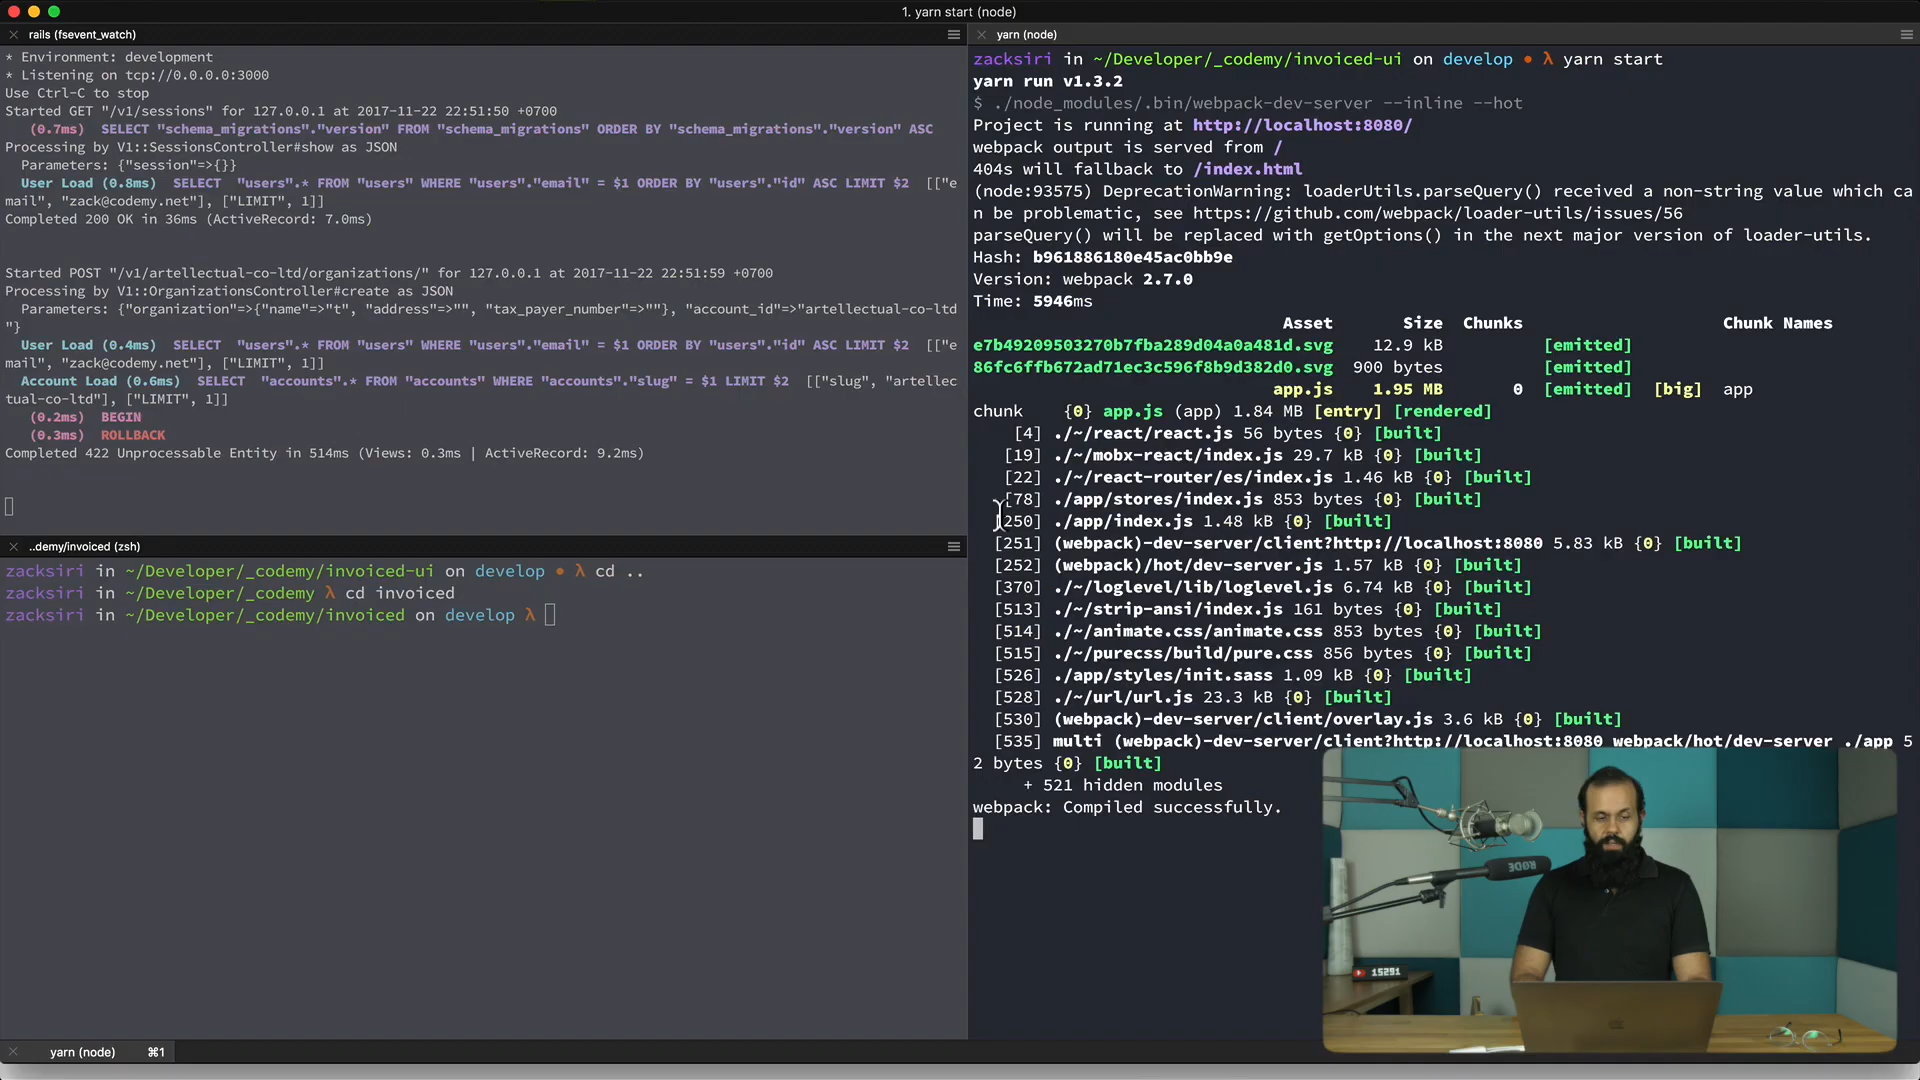 1. yarn start (node)
rails (fsevent_watch)
* Environment: development
* Listening on tcp://0.0.0.0:3000
Use Ctrl-C to stop
Started GET "/v1/sessions" for 127.0.0.1 at 2017-11-22 22:51:50 +0700
(0.7ms) SELECT "schema_migrations"."version" FROM "schema_migrations" ORDER BY "schema_migrations"."version" ASC
Processing by V1::SessionsController#show as JSON
Parameters: {"session"=>{}}
User Load (0.8ms) SELECT "users".* FROM "users" WHERE "users"."email" = $1 ORDER BY "users"."id" ASC LIMIT $2 [["e
mail", "zack@codemy.net"], ["LIMIT", 1]]
Completed 200 OK in 36ms (ActiveRecord: 7.0ms)
Started POST "/v1/artellectual-co-ltd/organizations/" for 127.0.0.1 at 2017-11-22 22:51:59 +0700
Processing by V1::OrganizationsController#create as JSON
Parameters: {"organization"=>{"name"=>"t", "address"=>"", "tax_payer_number"=>""}, "account_id"=>"artellectual-co-ltd
"}
User Load (0.4ms) SELECT "users".* FROM "users" WHERE "users"."email" = $1 ORDER BY "users"."id" ASC LIMIT $2 [["e
mail", "zack@codemy.net"], ["LIMIT", 1]]
Account Load (0.6ms) SELECT "accounts".* FROM "accounts" WHERE "accounts"."slug" = $1 LIMIT $2 [["slug", "artellec
tual-co-ltd"], ["LIMIT", 1]]
(0.2ms) BEGIN
(0.3ms) ROLLBACK
Completed 422 Unprocessable Entity in 514ms (Views: 0.3ms | ActiveRecord: 9.2ms)
..demy/invoiced (zsh)
zacksiri in ~/Developer/_codemy/invoiced-ui on develop • λ cd ..
zacksiri in ~/Developer/_codemy λ cd invoiced
zacksiri in ~/Developer/_codemy/invoiced on develop λ
yarn (node)
zacksiri in ~/Developer/_codemy/invoiced-ui on develop • λ yarn start
yarn run v1.3.2
$ ./node_modules/.bin/webpack-dev-server --inline --hot
Project is running at http://localhost:8080/
webpack output is served from /
404s will fallback to /index.html
(node:93575) DeprecationWarning: loaderUtils.parseQuery() received a non-string value which ca
n be problematic, see https://github.com/webpack/loader-utils/issues/56
parseQuery() will be replaced with getOptions() in the next major version of loader-utils.
Hash: b961886180e45ac0bb9e
Version: webpack 2.7.0
Time: 5946ms
Asset Size Chunks Chunk Names
e7b49209503270b7fba289d04a0a481d.svg 12.9 kB [emitted]
86fc6ffb672ad71ec3c596f8b9d382d0.svg 900 bytes [emitted]
app.js 1.95 MB 0 [emitted] [big] app
chunk {0} app.js (app) 1.84 MB [entry] [rendered]
[4] ./~/react/react.js 56 bytes {0} [built]
[19] ./~/mobx-react/index.js 29.7 kB {0} [built]
[22] ./~/react-router/es/index.js 1.46 kB {0} [built]
[78] ./app/stores/index.js 853 bytes {0} [built]
[250] ./app/index.js 1.48 kB {0} [built]
[251] (webpack)-dev-server/client?http://localhost:8080 5.83 kB {0} [built]
[252] (webpack)/hot/dev-server.js 1.57 kB {0} [built]
[370] ./~/loglevel/lib/loglevel.js 6.74 kB {0} [built]
[513] ./~/strip-ansi/index.js 161 bytes {0} [built]
[514] ./~/animate.css/animate.css 853 bytes {0} [built]
[515] ./~/purecss/build/pure.css 856 bytes {0} [built]
[526] ./app/styles/init.sass 1.09 kB {0} [built]
[528] ./~/url/url.js 23.3 kB {0} [built]
[530] (webpack)-dev-server/client/overlay.js 3.6 kB {0} [built]
[535] multi (webpack)-dev-server/client?http://localhost:8080 webpack/hot/dev-server ./app 5
2 bytes {0} [built]
+ 521 hidden modules
webpack: Compiled successfully.
RØDE
15291
yarn (node) ⌘1